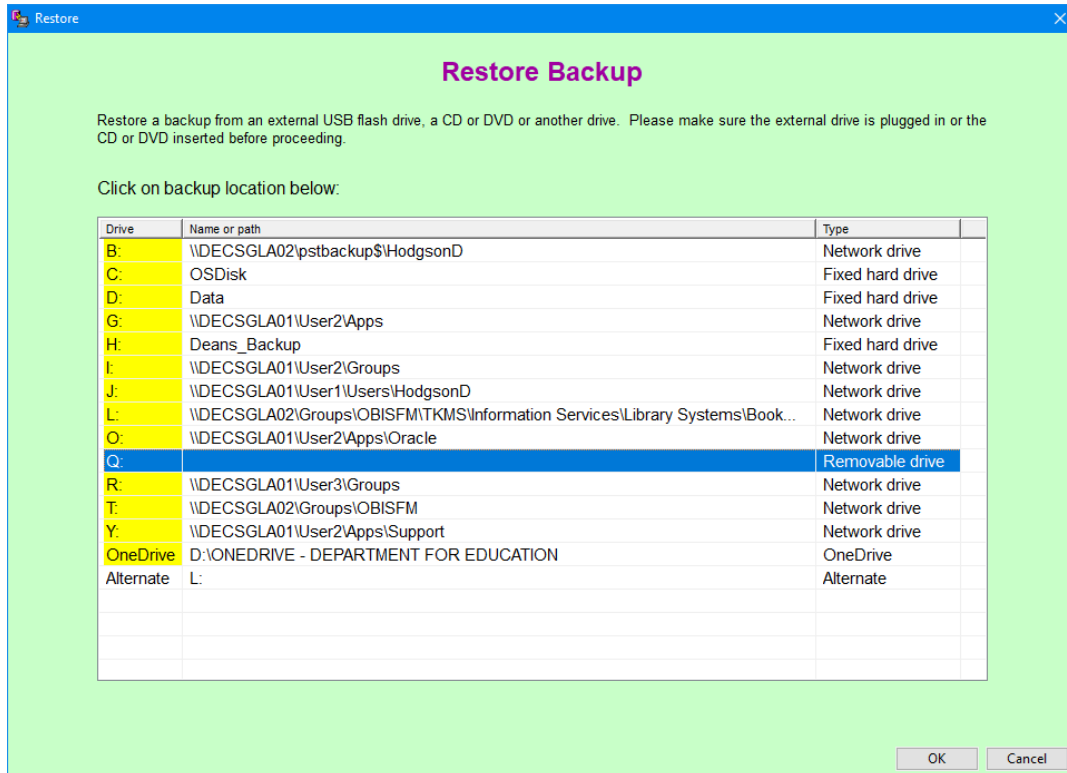 Restore
Restore Backup
Restore a backup from an external USB flash drive, a CD or DVD or another drive.  Please make sure the external drive is plugged in or the
CD or DVD inserted before proceeding.
Click on backup location below:
Drive Name or path Type
B: \\DECSGLA02\pstbackup$\HodgsonD Network drive
C: OSDisk Fixed hard drive
D: Data Fixed hard drive
G: \\DECSGLA01\User2\Apps Network drive
H: Deans_Backup Fixed hard drive
I: \\DECSGLA01\User2\Groups Network drive
J: \\DECSGLA01\User1\Users\HodgsonD Network drive
L: \\DECSGLA02\Groups\OBISFM\TKMS\Information Services\Library Systems\Book... Network drive
O: \\DECSGLA01\User2\Apps\Oracle Network drive
Q: Removable drive
R: \\DECSGLA01\User3\Groups Network drive
T: \\DECSGLA02\Groups\OBISFM Network drive
Y: \\DECSGLA01\User2\Apps\Support Network drive
OneDrive D:\ONEDRIVE - DEPARTMENT FOR EDUCATION OneDrive
Alternate L: Alternate
OK Cancel